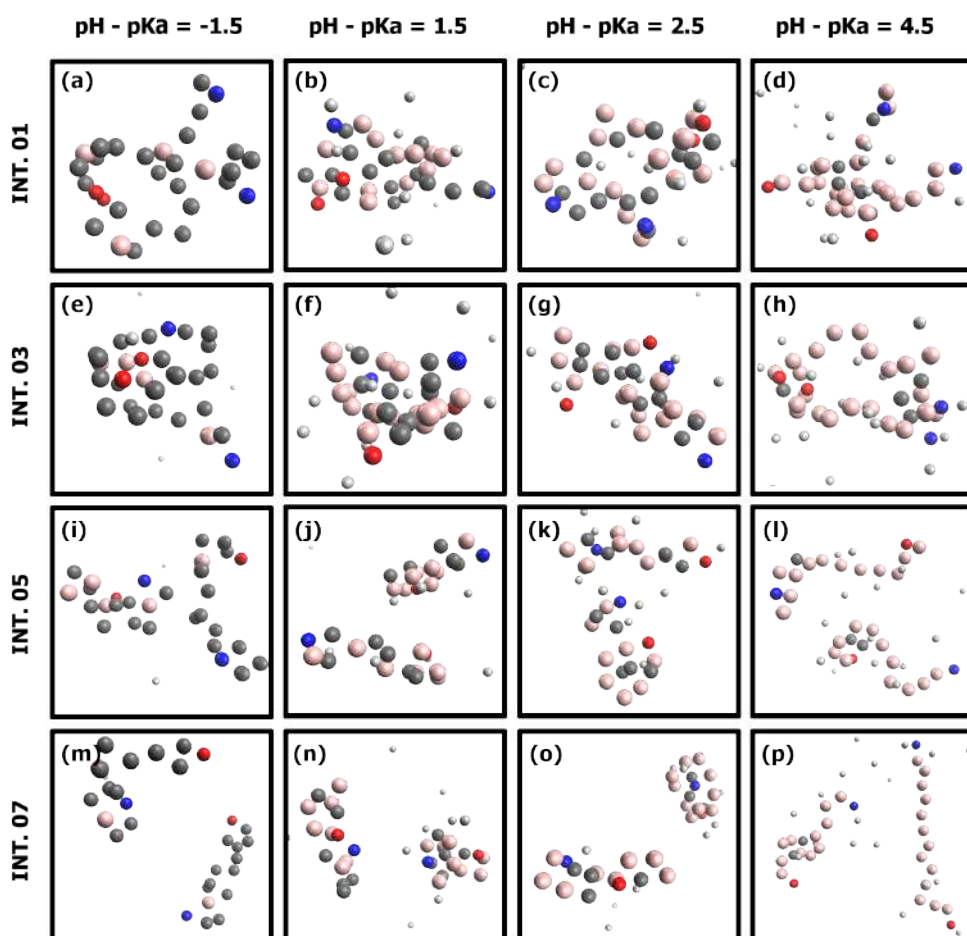 pH - pKa = -1.5 pH - pKa = 1.5 pH - pKa = 2.5 pH - pKa = 4.5
INT. 01
(a) (b) (c) (d)
INT. 03
(e) (f) (g) (h)
INT. 05
(i) (j) (k) (l)
INT. 07
(m) (n) (o) (p)